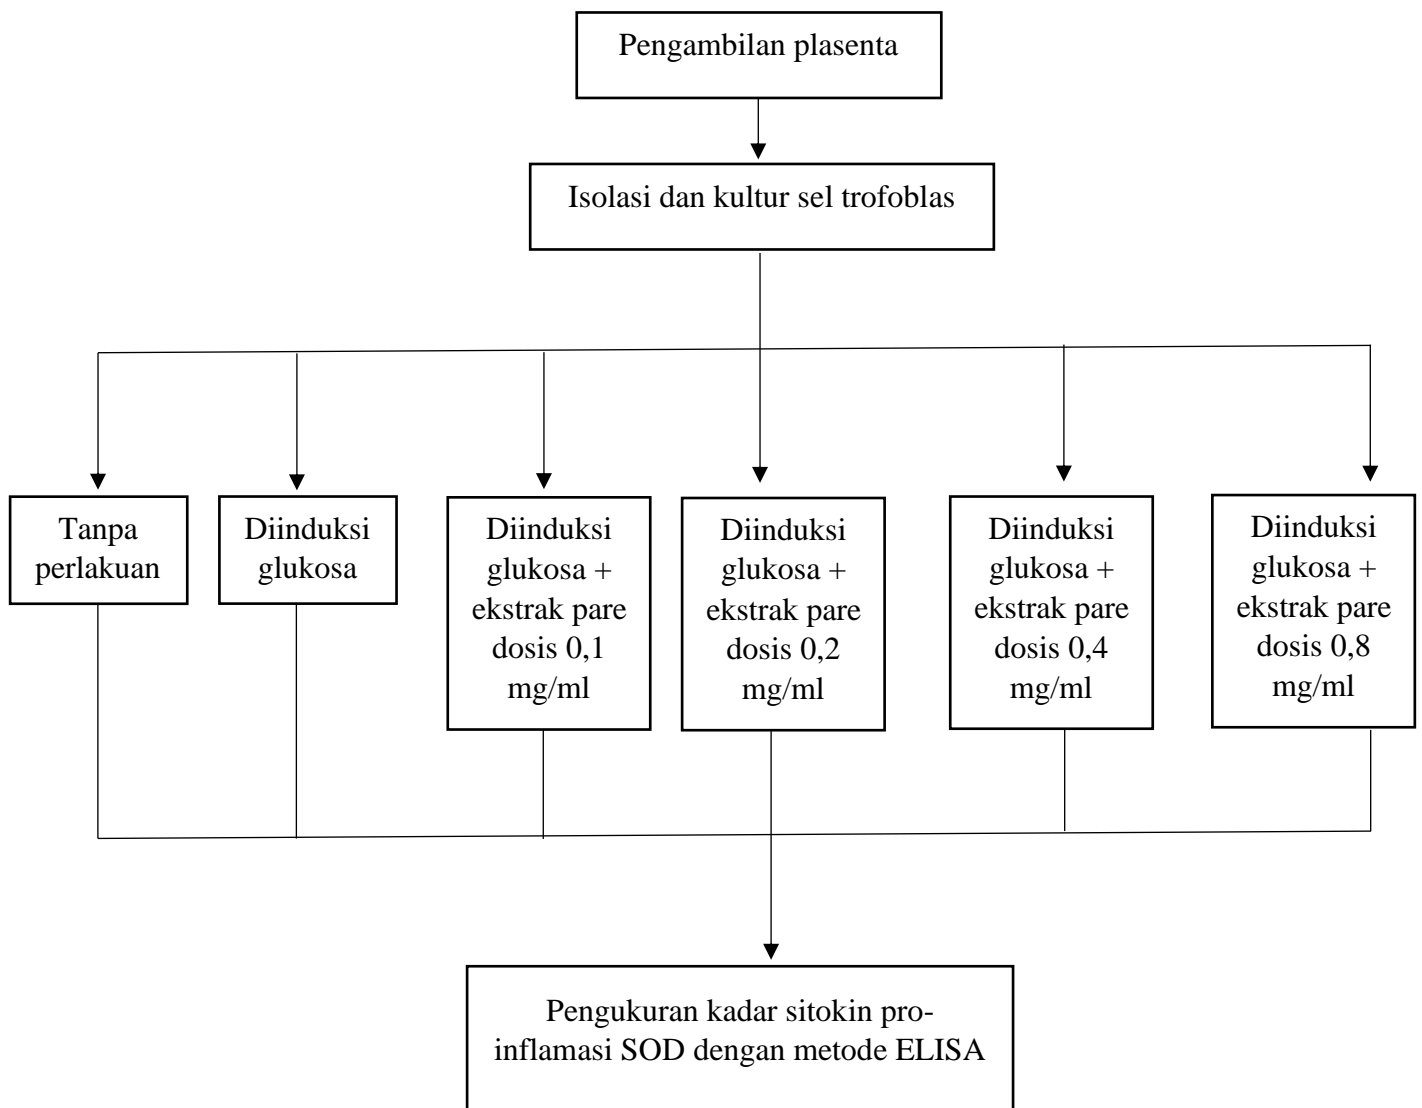 Pengambilan plasenta
Isolasi dan kultur sel trofoblas
Tanpa
perlakuan
Diinduksi
glukosa
Diinduksi
glukosa +
ekstrak pare
dosis 0,1
mg/ml
Diinduksi
glukosa +
ekstrak pare
dosis 0,2
mg/ml
Diinduksi
glukosa +
ekstrak pare
dosis 0,4
mg/ml
Diinduksi
glukosa +
ekstrak pare
dosis 0,8
mg/ml
Pengukuran kadar sitokin pro-
inflamasi SOD dengan metode ELISA